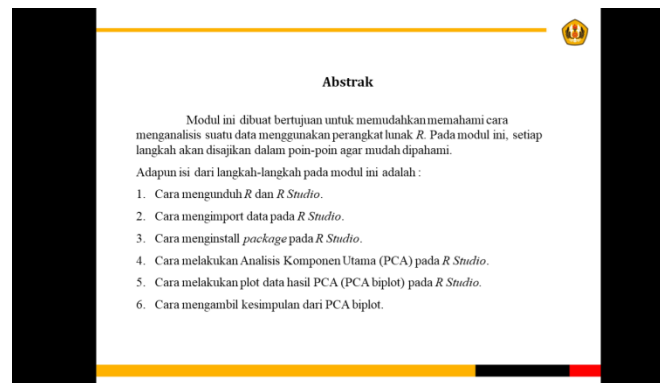 Abstrak
Modul ini dibuat bertujuan untuk memudahkan memahami cara
menganalisis suatu data menggunakan perangkat lunak R. Pada modul ini, setiap
langkah akan disajikan dalam poin-poin agar mudah dipahami.
Adapun isi dari langkah-langkah pada modul ini adalah :
1. Cara mengunduh R dan R Studio.
2. Cara mengimport data pada R Studio.
3. Cara menginstall package pada R Studio.
4. Cara melakukan Analisis Komponen Utama (PCA) pada R Studio.
5. Cara melakukan plot data hasil PCA (PCA biplot) pada R Studio.
6. Cara mengambil kesimpulan dari PCA biplot.